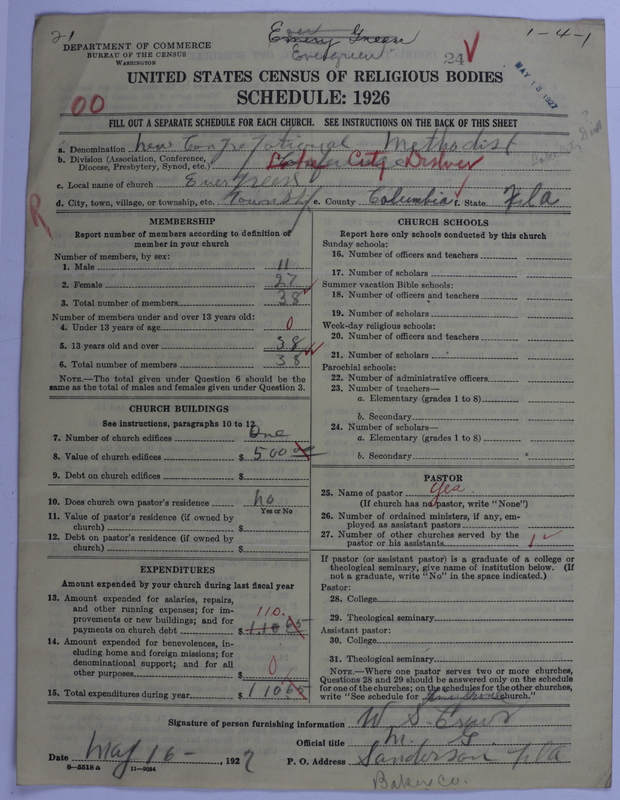 21
1-4-1
Evergreen
24
DEPARTMENT OF COMMERCE
BUREAU OF THE CENSUS
WASHINGTON
MAY 18 1927
UNITED STATES CENSUS OF RELIGIOUS BODIES
SCHEDULE: 1926
00
FILL OUT A SEPARATE SCHEDULE FOR EACH CHURCH. SEE INSTRUCTIONS ON THE BACK OF THIS SHEET
a. Denomination New Congregational Methodist
b. Division (Association, Conference,
Diocese, Presbytery, Synod, etc.) Lake City District
c. Local name of church Evergreen
d. City, town, village, or township, etc. Township e. County Columbia f. State Fla
R
MEMBERSHIP
Report number of members according to definition of
member in your church
Number of members, by sex:
1. Male 11
2. Female 27
3. Total number of members 38
Number of members under and over 13 years old:
4. Under 13 years of age 0
5. 13 years old and over 38
6. Total number of members 38
NOTE.—The total given under Question 6 should be the
same as the total of males and females given under Question 3.
CHURCH BUILDINGS
See instructions, paragraphs 10 to 12
7. Number of church edifices One
8. Value of church edifices $ 500
9. Debt on church edifices $
10. Does church own pastor's residence No
Yes or No
11. Value of pastor's residence (if owned by
church) $
12. Debt on pastor's residence (if owned by
church) $
EXPENDITURES
Amount expended by your church during last fiscal year
13. Amount expended for salaries, repairs,
and other running expenses; for im-
provements or new buildings; and for
payments on church debt $ 110.
14. Amount expended for benevolences, in-
cluding home and foreign missions; for
denominational support; and for all
other purposes $ 0
15. Total expenditures during year $ 110
CHURCH SCHOOLS
Report here only schools conducted by this church
Sunday schools:
16. Number of officers and teachers
17. Number of scholars
Summer vacation Bible schools:
18. Number of officers and teachers
19. Number of scholars
Week-day religious schools:
20. Number of officers and teachers
21. Number of scholars
Parochial schools:
22. Number of administrative officers
23. Number of teachers—
a. Elementary (grades 1 to 8)
b. Secondary
24. Number of scholars—
a. Elementary (grades 1 to 8)
b. Secondary
PASTOR
25. Name of pastor Yes
(If church has no pastor, write "None")
26. Number of ordained ministers, if any, em-
ployed as assistant pastors
27. Number of other churches served by the
pastor or his assistants 1
If pastor (or assistant pastor) is a graduate of a college or
theological seminary, give name of institution below. (If
not a graduate, write "No" in the space indicated.)
Pastor:
28. College
29. Theological seminary
Assistant pastor:
30. College
31. Theological seminary
NOTE.—Where one pastor serves two or more churches,
Questions 28 and 29 should be answered only on the schedule
for one of the churches; on the schedules for the other churches,
write "See schedule for church."
Signature of person furnishing information W. S.
Official title M. G.
Date May 16 -, 1927 P. O. Address Sanderson Fla
Baker Co.
8—5518a 11—9084